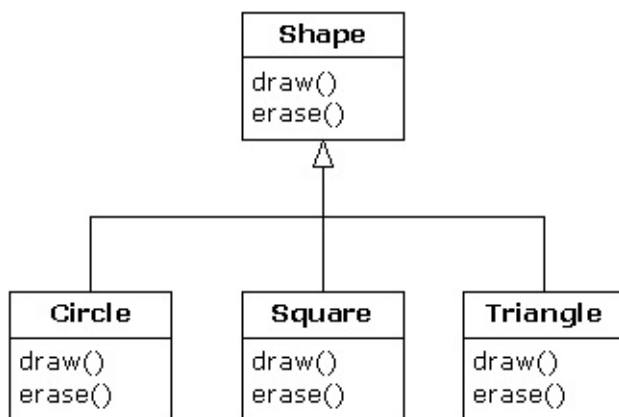 Shape
draw()
erase()
Circle
draw()
erase()
Square
draw()
erase()
Triangle
draw()
erase()